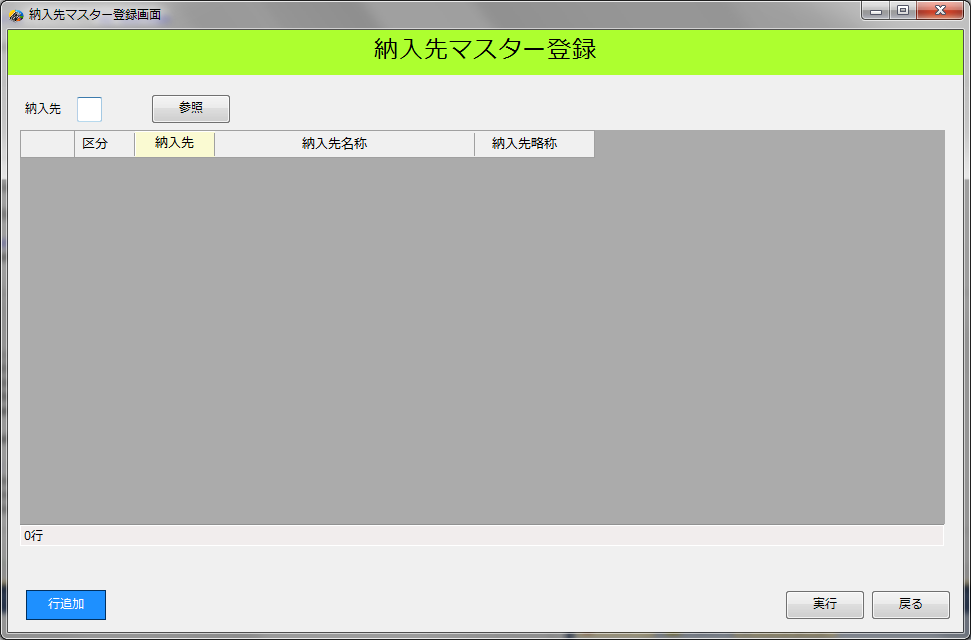 納入先マスター登録画面
納入先マスター登録
納入先 参照
区分 納入先 納入先名称 納入先略称
0行
行追加 実行 戻る